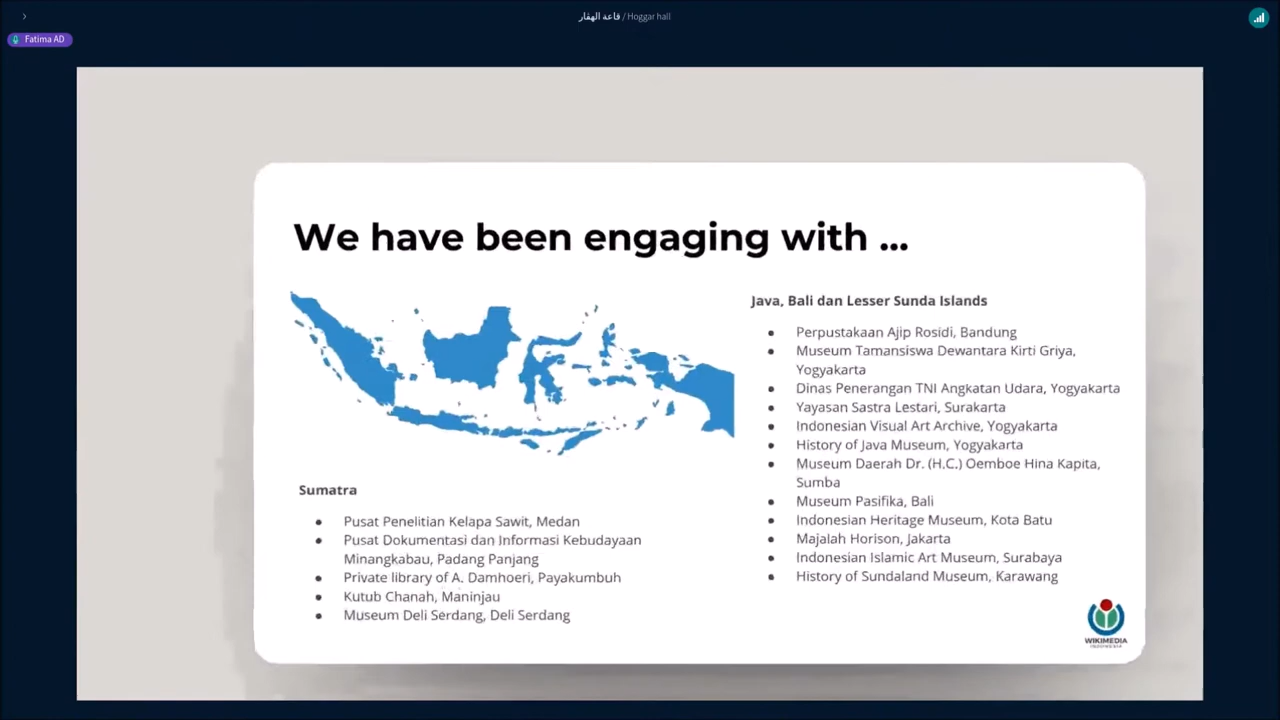 قاعة الهڨار / Hoggar hall
Fatima AD
We have been engaging with ...
Sumatra
Pusat Penelitian Kelapa Sawit, Medan
Pusat Dokumentasi dan Informasi Kebudayaan
Minangkabau, Padang Panjang
Private library of A. Damhoeri, Payakumbuh
Kutub Chanah, Maninjau
Museum Deli Serdang, Deli Serdang
Java, Bali dan Lesser Sunda Islands
Perpustakaan Ajip Rosidi, Bandung
Museum Tamansiswa Dewantara Kirti Griya,
Yogyakarta
Dinas Penerangan TNI Angkatan Udara, Yogyakarta
Yayasan Sastra Lestari, Surakarta
Indonesian Visual Art Archive, Yogyakarta
History of Java Museum, Yogyakarta
Museum Daerah Dr. (H.C.) Oemboe Hina Kapita,
Sumba
Museum Pasifika, Bali
Indonesian Heritage Museum, Kota Batu
Majalah Horison, Jakarta
Indonesian Islamic Art Museum, Surabaya
History of Sundaland Museum, Karawang
WIKIMEDIA
INDONESIA